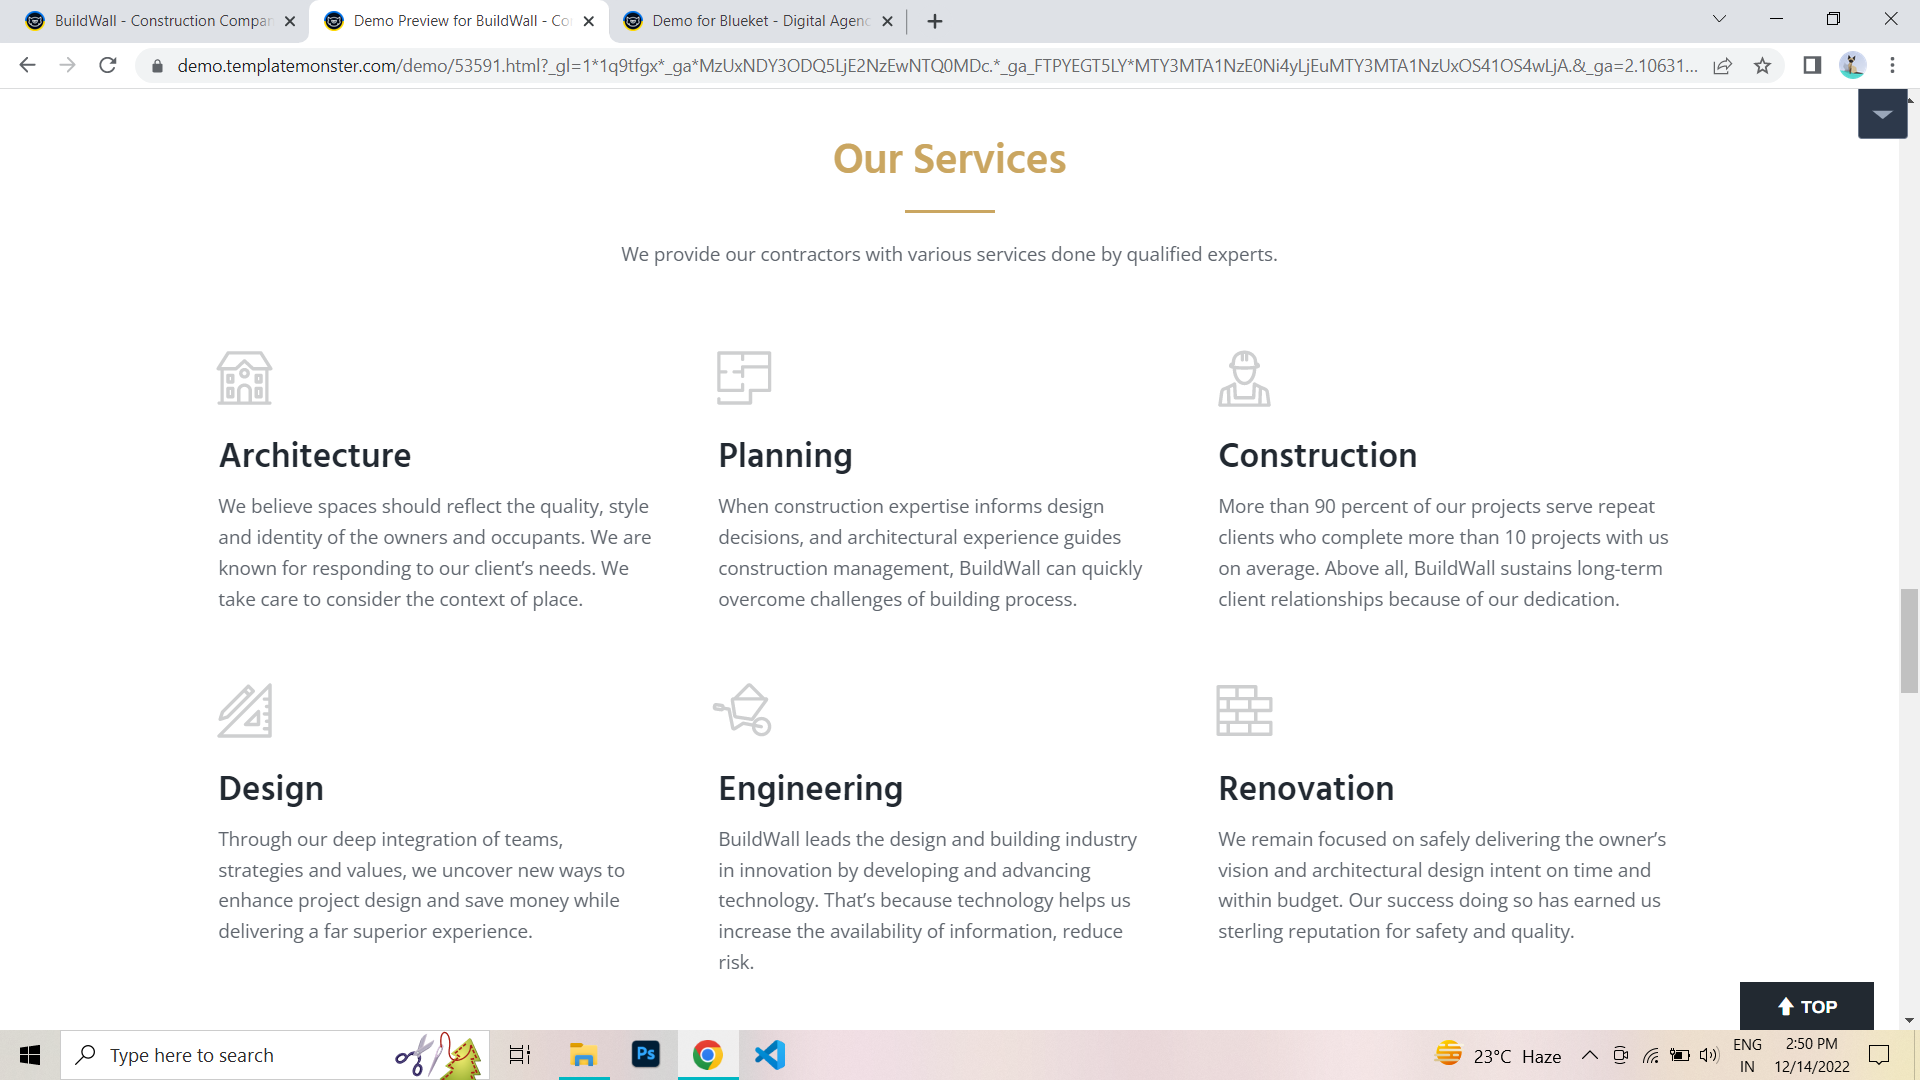 BuildWall - Construction Compan
Demo Preview for BuildWall - Co
Demo for Blueket - Digital Agenc
demo.templatemonster.com/demo/53591.html?_gl=1*1q9tfgx*_ga*MzUxNDY3ODQ5LjE2NzEwNTQ0MDc.*_ga_FTPYEGT5LY*MTY3MTA1NzE0Ni4yLjEuMTY3MTA1NzUxOS41OS4wLjA.&_ga=2.10631...
Our Services
We provide our contractors with various services done by qualified experts.
Architecture
We believe spaces should reflect the quality, style
and identity of the owners and occupants. We are
known for responding to our client’s needs. We
take care to consider the context of place.
Planning
When construction expertise informs design
decisions, and architectural experience guides
construction management, BuildWall can quickly
overcome challenges of building process.
Construction
More than 90 percent of our projects serve repeat
clients who complete more than 10 projects with us
on average. Above all, BuildWall sustains long-term
client relationships because of our dedication.
Design
Through our deep integration of teams,
strategies and values, we uncover new ways to
enhance project design and save money while
delivering a far superior experience.
Engineering
BuildWall leads the design and building industry
in innovation by developing and advancing
technology. That’s because technology helps us
increase the availability of information, reduce
risk.
Renovation
We remain focused on safely delivering the owner’s
vision and architectural design intent on time and
within budget. Our success doing so has earned us
sterling reputation for safety and quality.
TOP
Type here to search
Ps
23°C Haze
ENG
IN
2:50 PM
12/14/2022